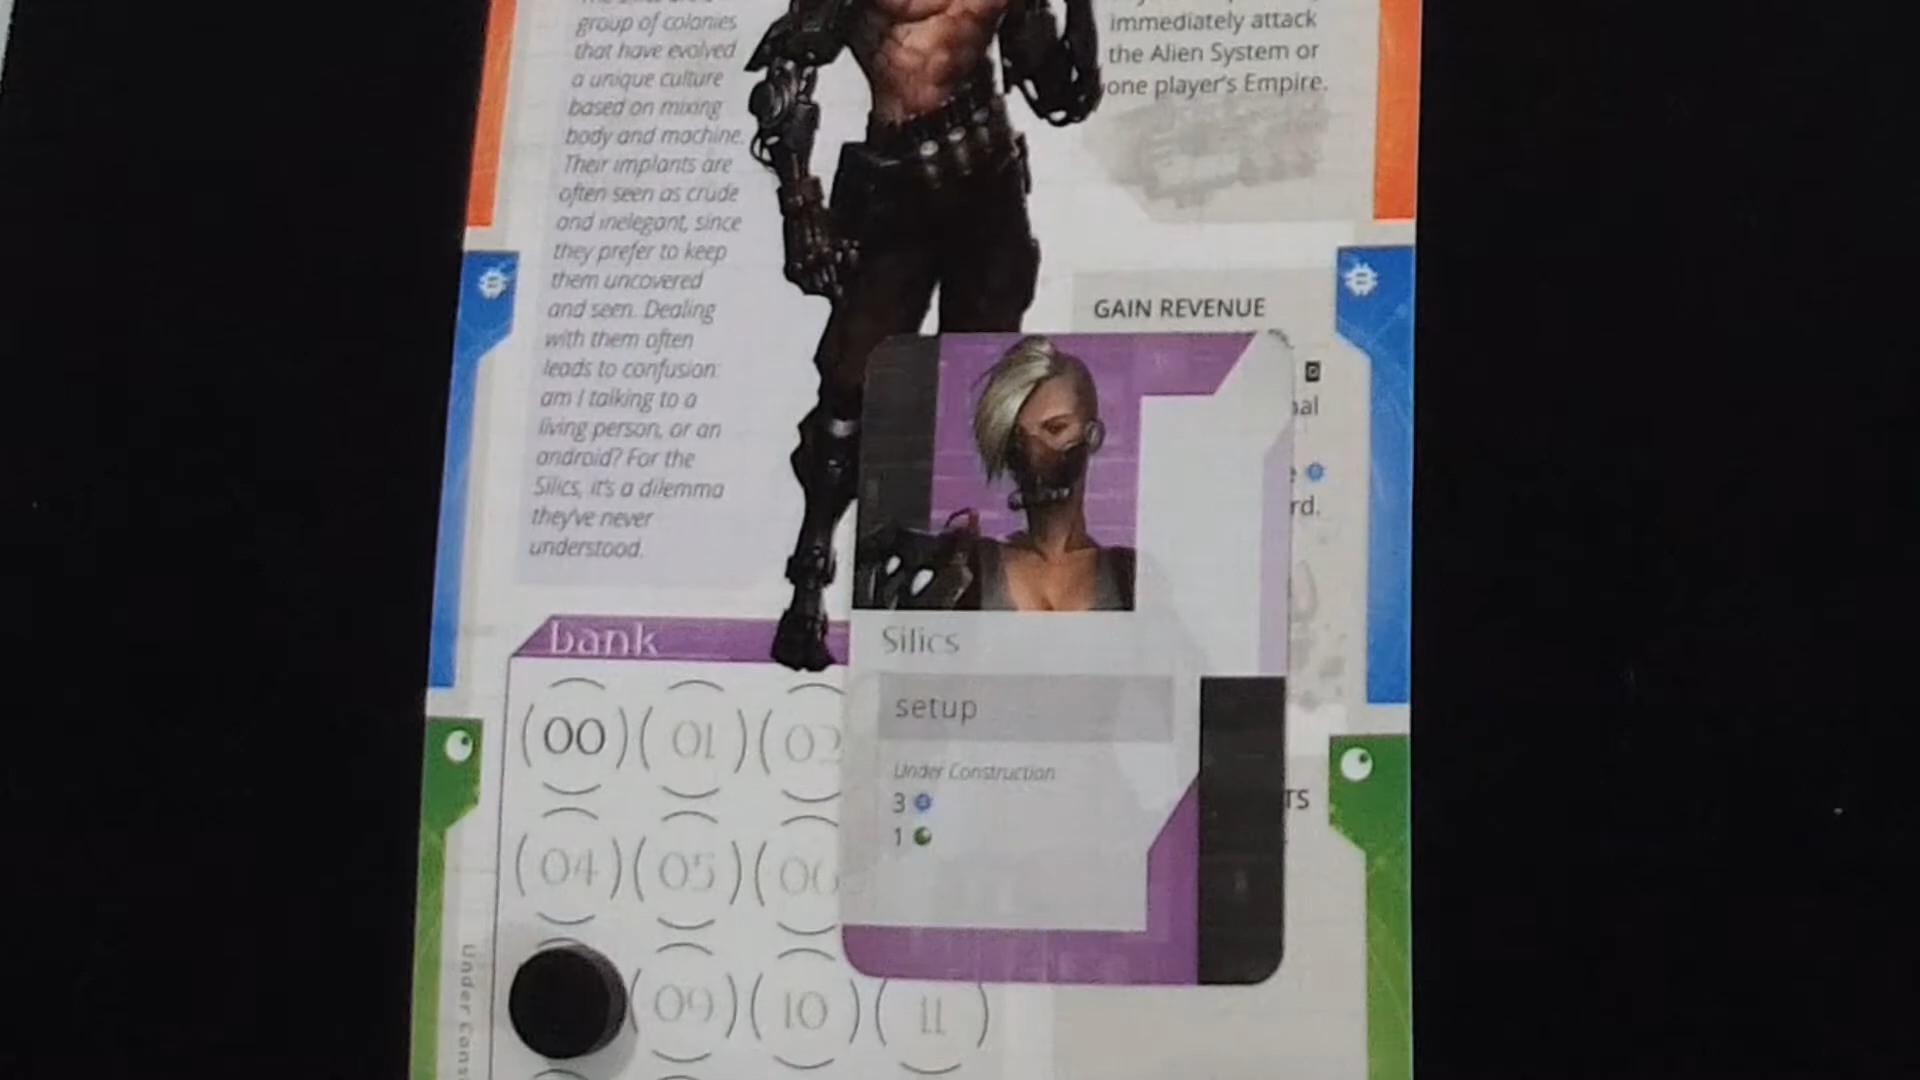 group of colonies
that have evolved
a unique culture
based on mixing
body and machine.
Their implants are
often seen as crude
and inelegant, since
they prefer to keep
them uncovered
and seen. Dealing
with them often
leads to confusion:
am I talking to a
living person, or an
android? For the
Silics, it's a dilemma
they've never
understood.
immediately attack
the Alien System or
one player's Empire.
GAIN REVENUE
rd.
bank
00 01 02
04 05
09 10 11
Silics
setup
Under Construction
3
1
TS
Under